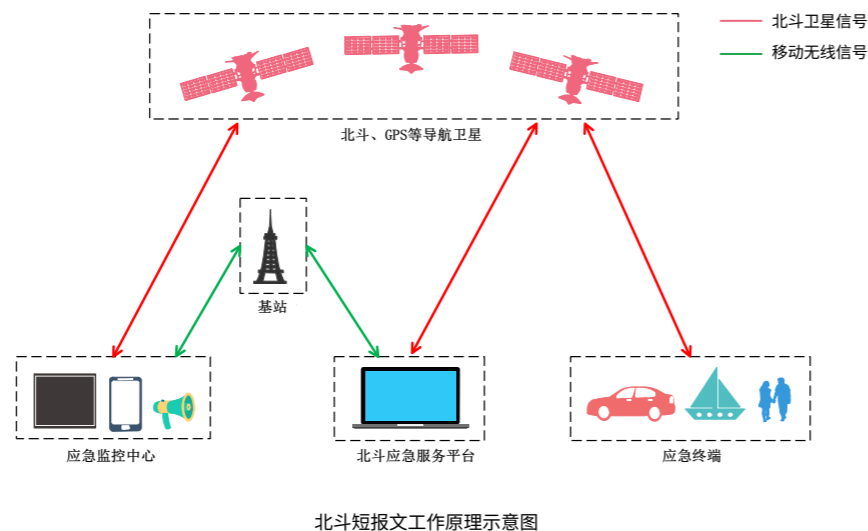 北斗卫星信号
移动无线信号
北斗、GPS等导航卫星
基站
应急监控中心
北斗应急服务平台
应急终端
北斗短报文工作原理示意图